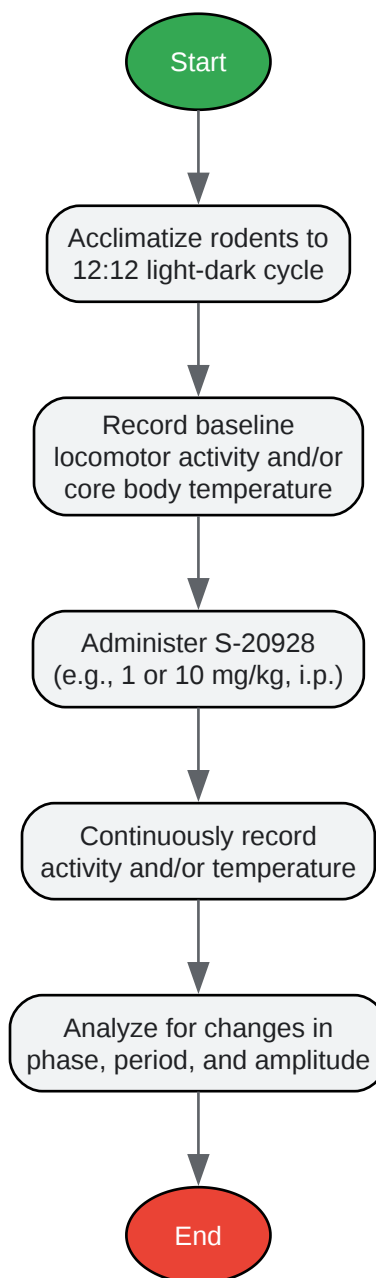 Start
Acclimatize rodents to
12:12 light-dark cycle
Record baseline
locomotor activity and/or
core body temperature
Administer S-20928
(e.g., 1 or 10 mg/kg, i.p.)
Continuously record
activity and/or temperature
Analyze for changes in
phase, period, and amplitude
End